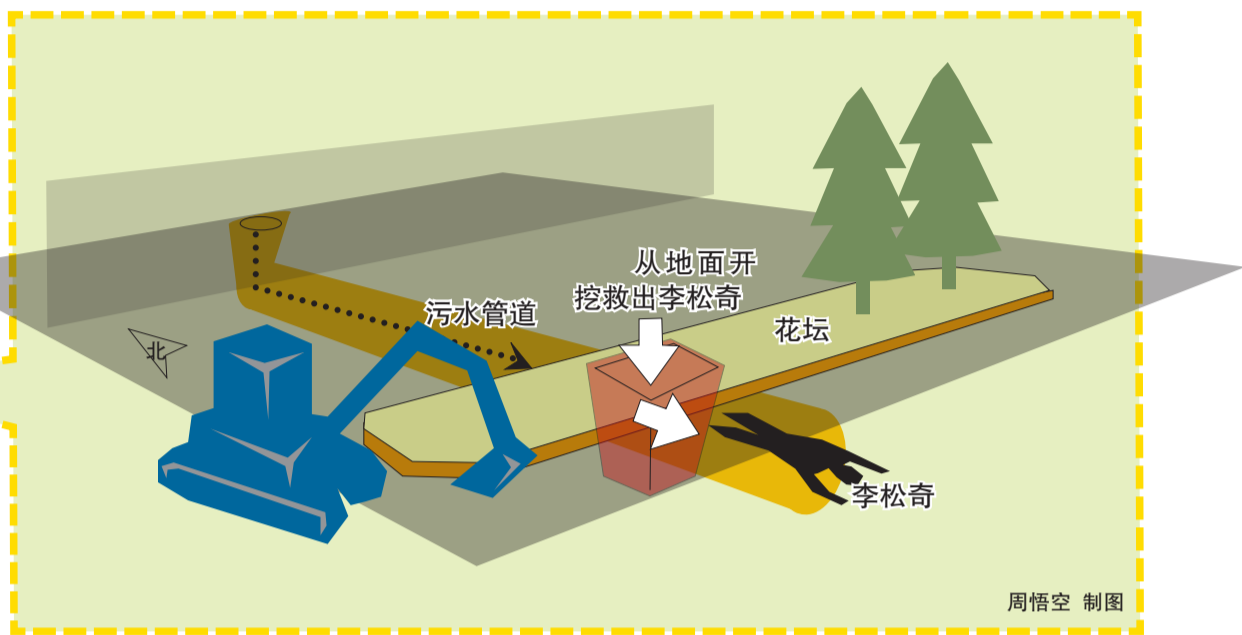 从地面开
挖救出李松奇
污水管道
花坛
北
李松奇
周悟空 制图